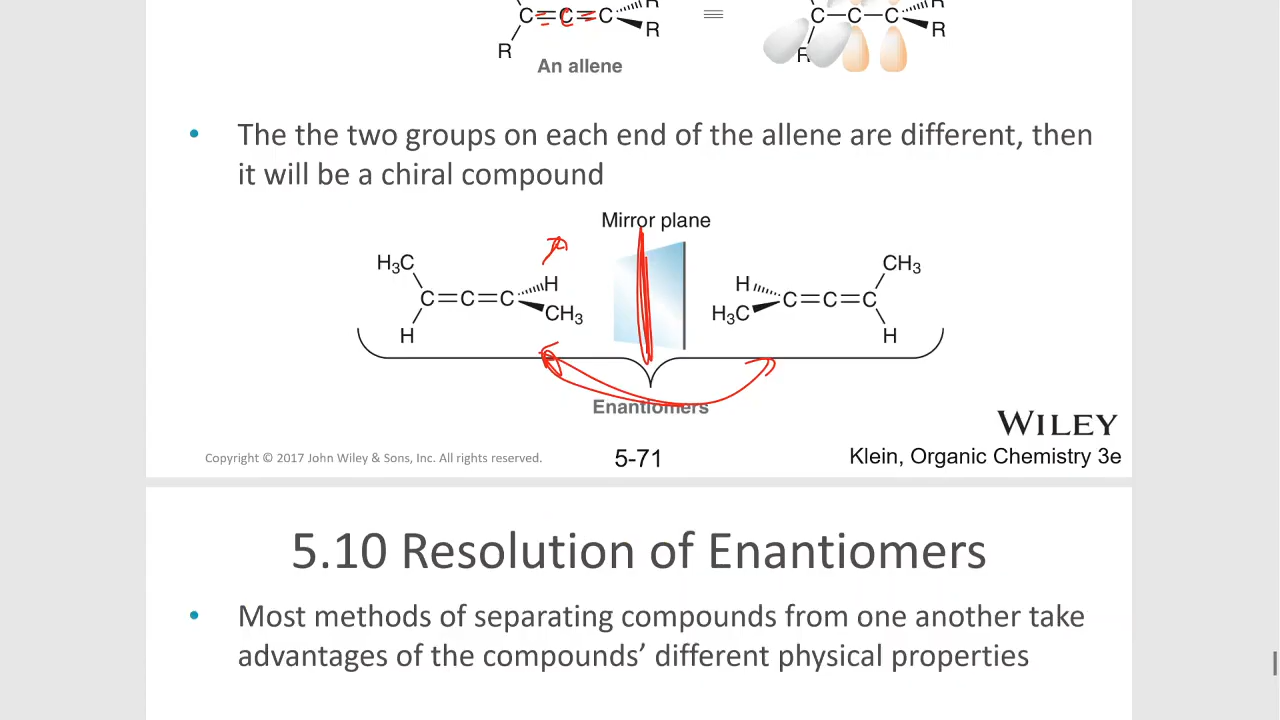 C=C=C
R
R
An allene
≡
C–C–C
R
• The the two groups on each end of the allene are different, then
it will be a chiral compound
Mirror plane
H₃C
C=C=C
H
CH₃
H
H
H₃C
C=C=C
CH₃
H
Enantiomers
WILEY
Copyright © 2017 John Wiley & Sons, Inc. All rights reserved.
5-71
Klein, Organic Chemistry 3e
5.10 Resolution of Enantiomers
• Most methods of separating compounds from one another take
advantages of the compounds’ different physical properties